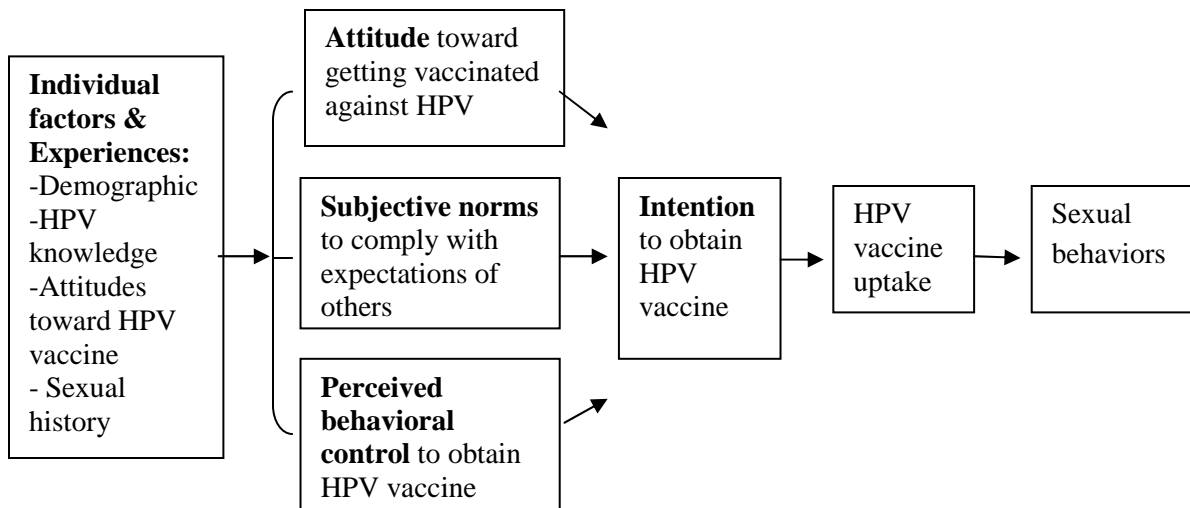 Individual
factors &
Experiences:
-Demographic
-HPV
knowledge
-Attitudes
toward HPV
vaccine
- Sexual
history
Attitude toward
getting vaccinated
against HPV
Subjective norms
to comply with
expectations of
others
Perceived
behavioral
control to obtain
HPV vaccine
Intention
to obtain
HPV
vaccine
HPV
vaccine
uptake
Sexual
behaviors